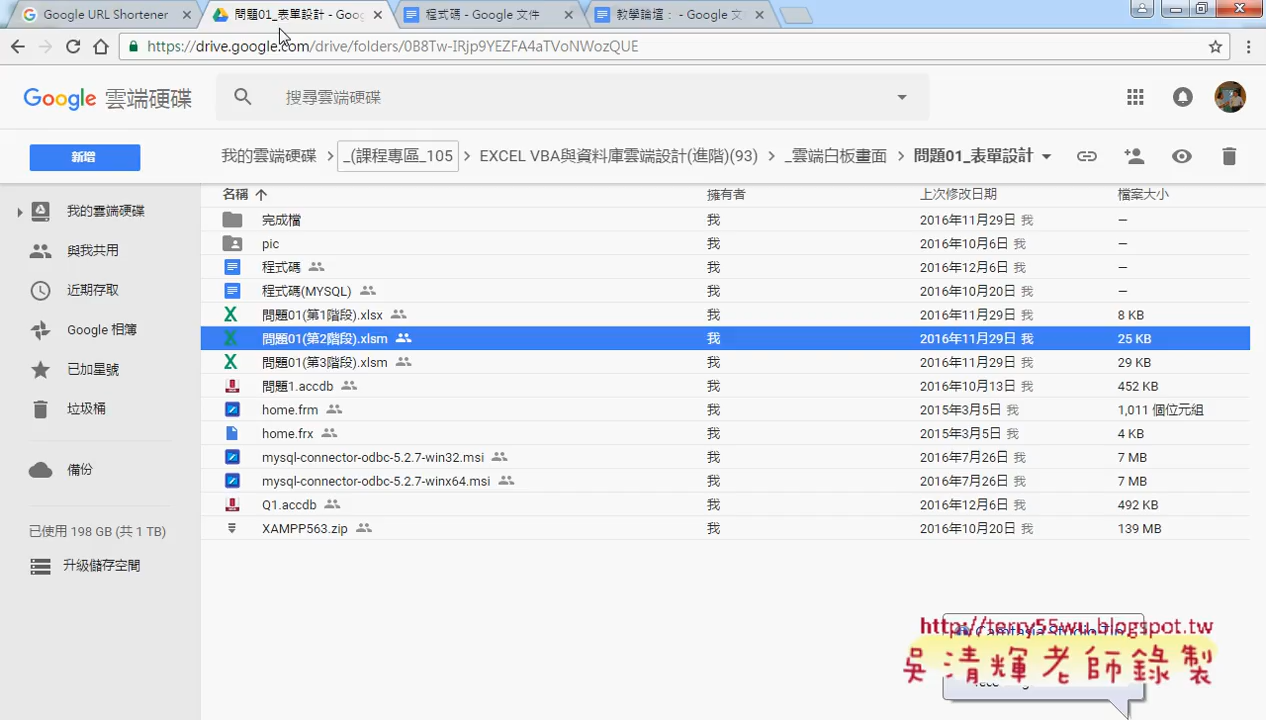 Google URL Shortener
問題01_表單設計 - Goo
程式碼 - Google 文件
教學論壇： - Google 文
https://drive.google.com/drive/folders/0B8Tw-IRjp9YEZFA4aTVoNWozQUE
Google 雲端硬碟
搜尋雲端硬碟
新增
我的雲端硬碟 > _(課程專區_105 > EXCEL VBA與資料庫雲端設計(進階)(93) > _雲端白板畫面 > 問題01_表單設計
名稱 擁有者 上次修改日期 檔案大小
我的雲端硬碟
與我共用
近期存取
Google 相簿
已加星號
垃圾桶
備份
已使用 198 GB (共 1 TB)
升級儲存空間
完成檔 我 2016年11月29日 我 —
pic 我 2016年10月6日 我 —
程式碼 我 2016年12月6日 我 —
程式碼(MYSQL) 我 2016年10月20日 我 —
問題01(第1階段).xlsx 我 2016年11月29日 我 8 KB
問題01(第2階段).xlsm 我 2016年11月29日 我 25 KB
問題01(第3階段).xlsm 我 2016年11月29日 我 29 KB
問題1.accdb 我 2016年10月13日 我 452 KB
home.frm 我 2015年3月5日 我 1,011 個位元組
home.frx 我 2015年3月5日 我 4 KB
mysql-connector-odbc-5.2.7-win32.msi 我 2016年7月26日 我 7 MB
mysql-connector-odbc-5.2.7-winx64.msi 我 2016年7月26日 我 7 MB
Q1.accdb 我 2016年12月6日 我 492 KB
XAMPP563.zip 我 2016年10月20日 我 139 MB
http://terry55wu.blogspot.tw
吳清輝老師錄製